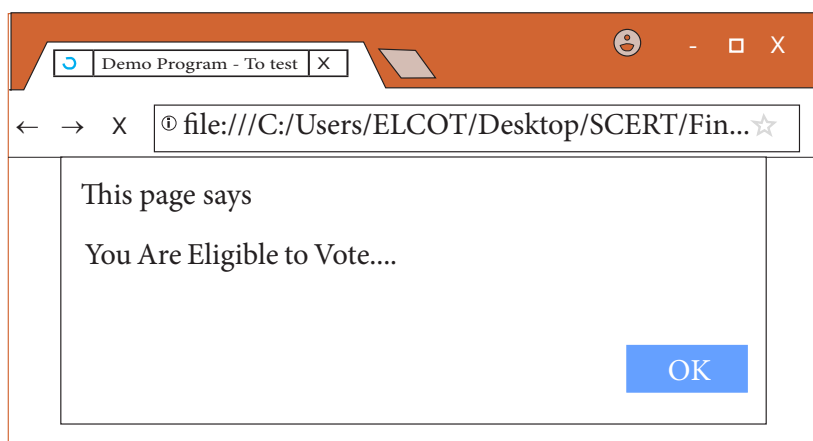 Demo Program - To test X
- X
← → X ⓘ file:///C:/Users/ELCOT/Desktop/SCERT/Fin...
This page says
You Are Eligible to Vote....
OK